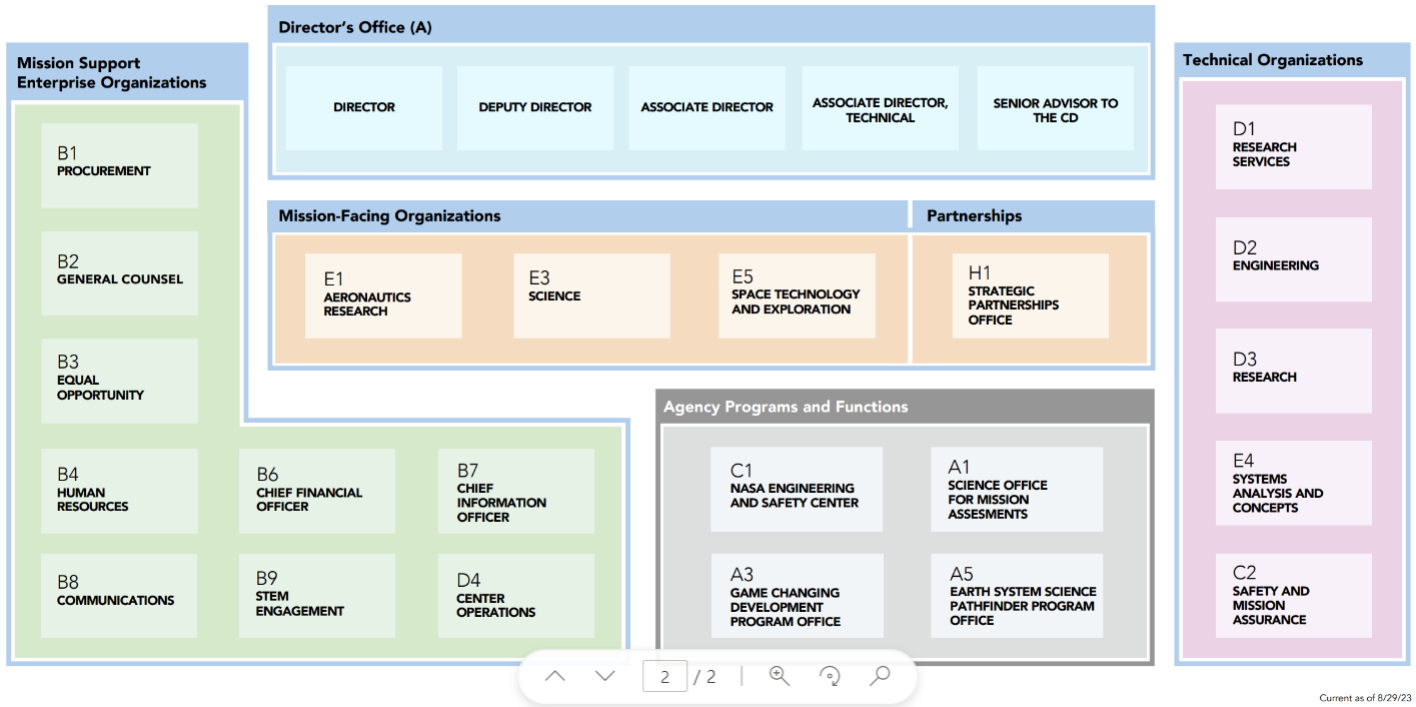 Director's Office (A)
DIRECTOR
DEPUTY DIRECTOR
ASSOCIATE DIRECTOR
ASSOCIATE DIRECTOR,
TECHNICAL
SENIOR ADVISOR TO
THE CD
Mission Support
Enterprise Organizations
B1
PROCUREMENT
B2
GENERAL COUNSEL
B3
EQUAL
OPPORTUNITY
B4
HUMAN
RESOURCES
B6
CHIEF FINANCIAL
OFFICER
B7
CHIEF
INFORMATION
OFFICER
B8
COMMUNICATIONS
B9
STEM
ENGAGEMENT
D4
CENTER
OPERATIONS
Mission-Facing Organizations
E1
AERONAUTICS
RESEARCH
E3
SCIENCE
E5
SPACE TECHNOLOGY
AND EXPLORATION
Partnerships
H1
STRATEGIC
PARTNERSHIPS
OFFICE
Agency Programs and Functions
C1
NASA ENGINEERING
AND SAFETY CENTER
A1
SCIENCE OFFICE
FOR MISSION
ASSESMENTS
A3
GAME CHANGING
DEVELOPMENT
PROGRAM OFFICE
A5
EARTH SYSTEM SCIENCE
PATHFINDER PROGRAM
OFFICE
Technical Organizations
D1
RESEARCH
SERVICES
D2
ENGINEERING
D3
RESEARCH
E4
SYSTEMS
ANALYSIS AND
CONCEPTS
C2
SAFETY AND
MISSION
ASSURANCE
2 / 2
Current as of 8/29/23